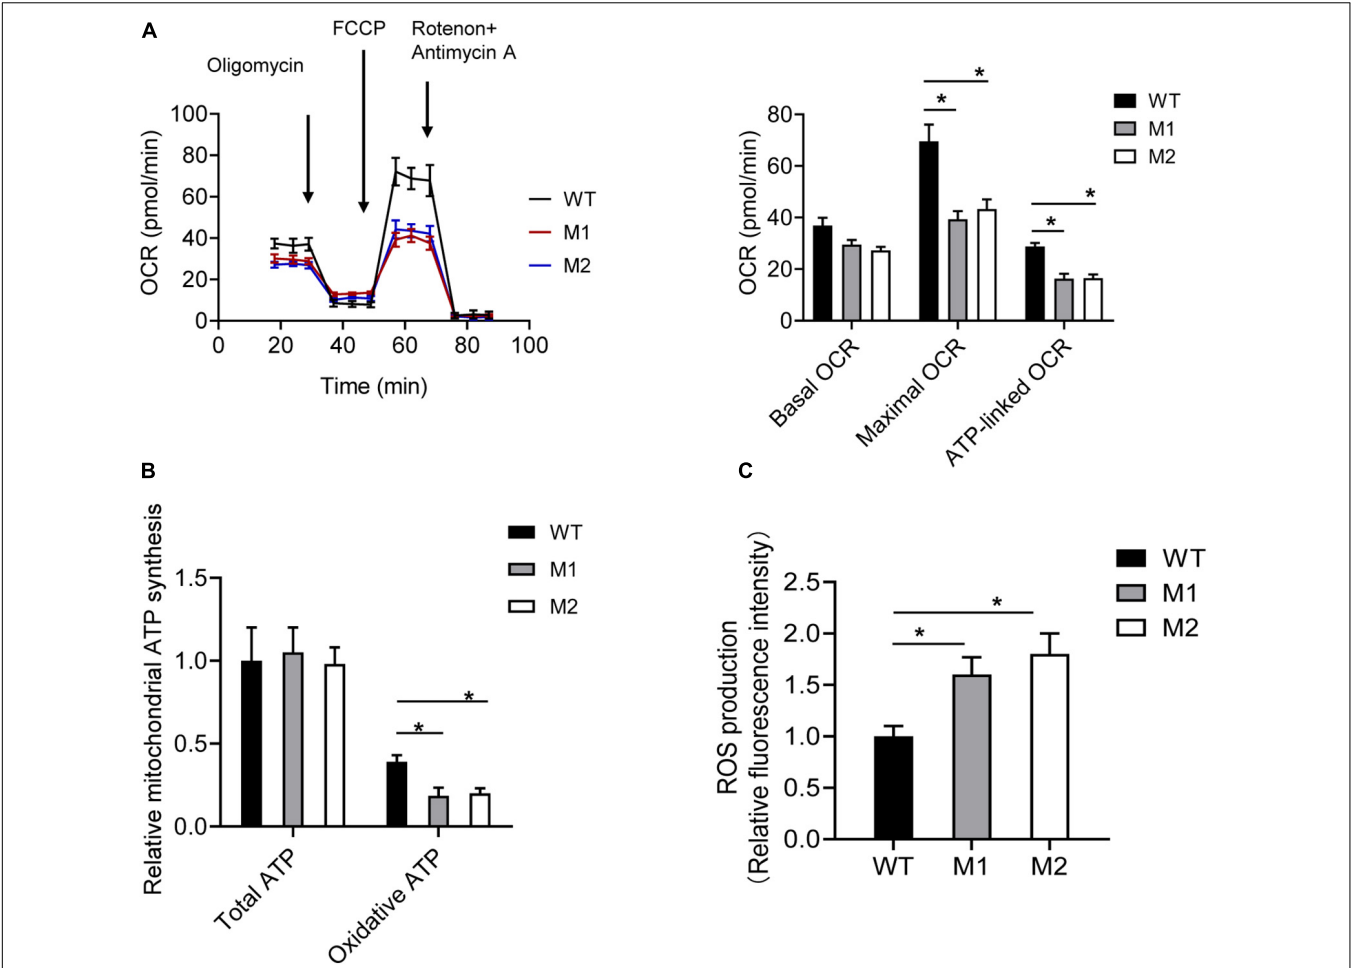 A
Oligomycin
FCCP
Rotenon+
Antimycin A
OCR (pmol/min)
100
80
60
40
20
0
0 20 40 60 80 100
Time (min)
WT
M1
M2
* *
* *
OCR (pmol/min)
80
60
40
20
0
Basal OCR
Maximal OCR
ATP-linked OCR
WT
M1
M2
B
Relative mitochondrial ATP synthesis
1.5
1.0
0.5
0.0
* *
Total ATP
Oxidative ATP
WT
M1
M2
C
ROS production
(Relative fluorescence intensity)
2.5
2.0
1.5
1.0
0.5
0.0
* *
WT M1 M2
WT
M1
M2